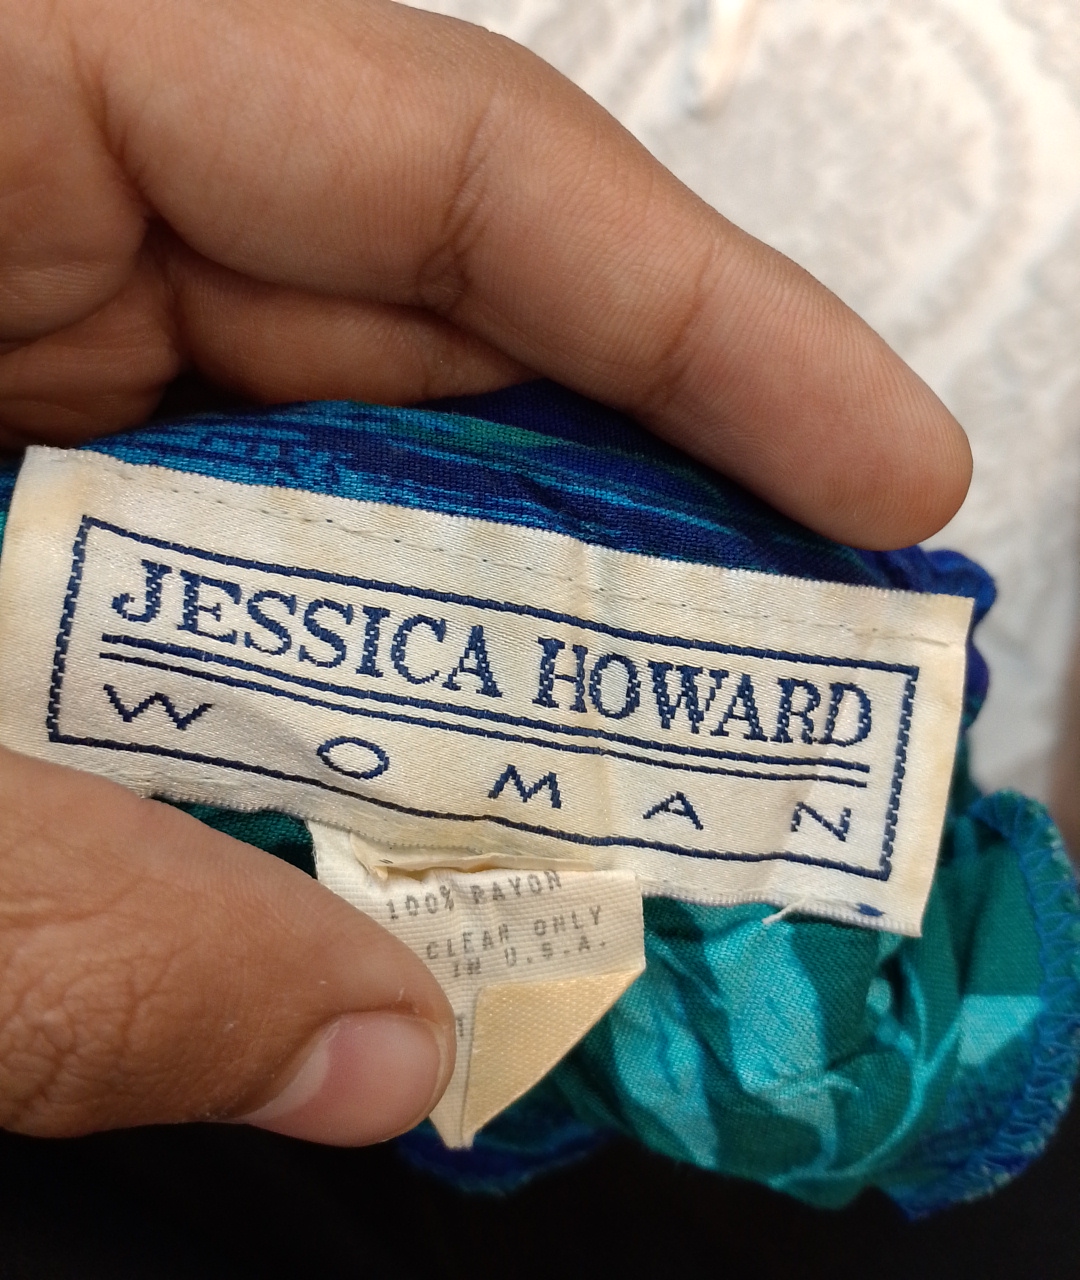 JESSICA HOWARD
WOMAN
100% RAYON
CLEAN ONLY
IN U.S.A.